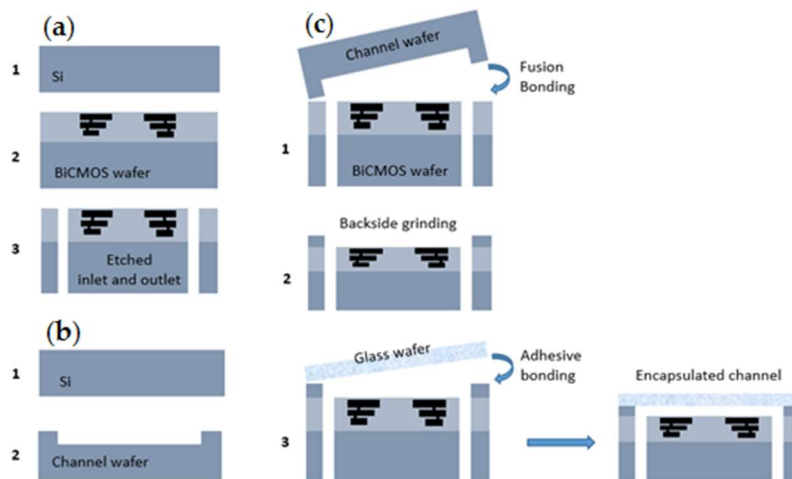 (a)
1
Si
2
BiCMOS wafer
3
Etched
inlet and outlet
(b)
1
Si
2
Channel wafer
(c)
Channel wafer
Fusion
Bonding
1
BiCMOS wafer
Backside grinding
2
Glass wafer
Adhesive
bonding
3
Encapsulated channel